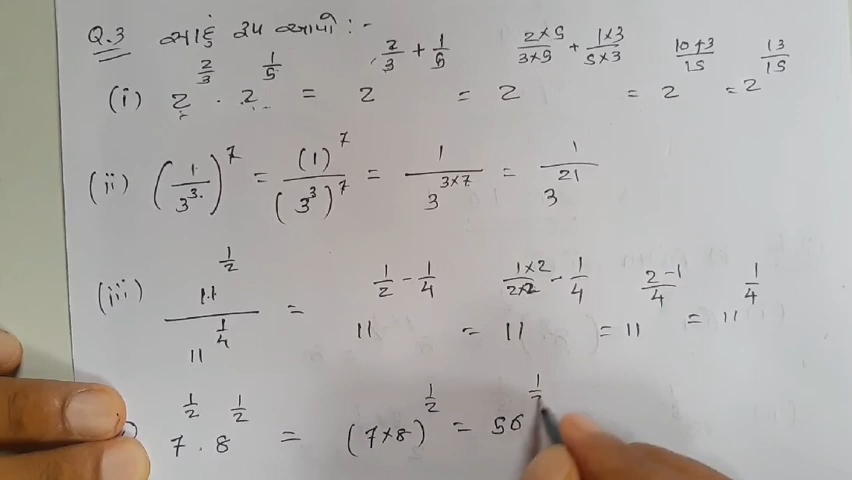 Q.3 સાદું રૂપ આપો :-
(i) 2^(2/3) . 2^(1/5) = 2^(2/3 + 1/5) = 2^((2×5)/(3×5) + (1×3)/(5×3)) = 2^((10+3)/15) = 2^(13/15)
(ii) (1/3^3)^7 = (1)^7/(3^3)^7 = 1/3^(3×7) = 1/3^21
(iii) 11^(1/2)/11^(1/4) = 11^(1/2 - 1/4) = 11^((1×2)/(2×2) - 1/4) = 11^((2-1)/4) = 11^(1/4)
7^(1/2) . 8^(1/2) = (7×8)^(1/2) = 56